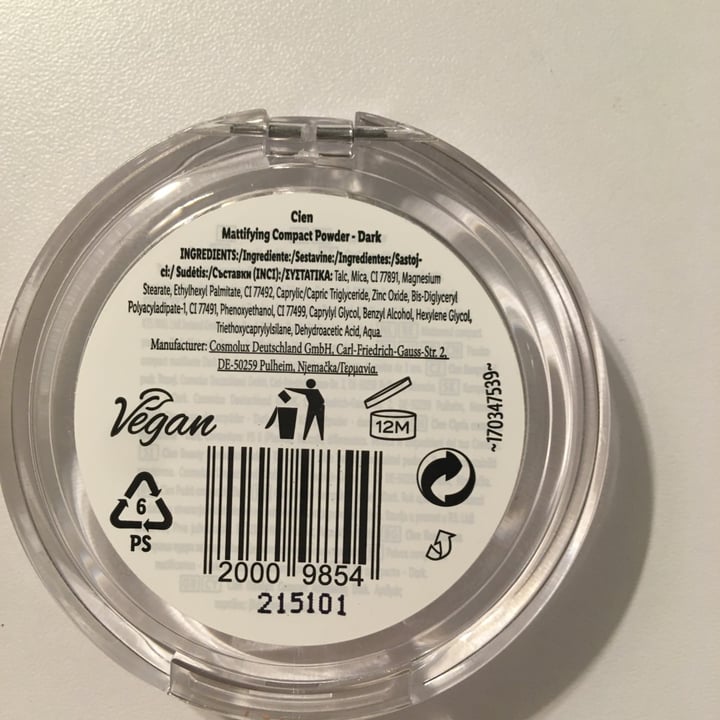 Cien
Mattifying Compact Powder - Dark
INGREDIENTS:/Ingrediente:/Sestavine:/Ingredientes:/Sastoj-
ci:/ Sudėtis:/Съставки (INCI):/ΣΥΣΤΑΤΙΚΑ: Talc, Mica, CI 77891, Magnesium
Stearate, Ethylhexyl Palmitate, CI 77492, Caprylic/Capric Triglyceride, Zinc Oxide, Bis-Diglyceryl
Polyacyladipate-1, CI 77491, Phenoxyethanol, CI 77499, Caprylyl Glycol, Benzyl Alcohol, Hexylene Glycol,
Triethoxycaprylylsilane, Dehydroacetic Acid, Aqua.
Manufacturer: Cosmolux Deutschland GmbH, Carl-Friedrich-Gauss-Str. 2,
DE-50259 Pulheim, Njemačka/Γερμανία.
Vegan
12M
~170347539~
6
PS
2000 9854
215101